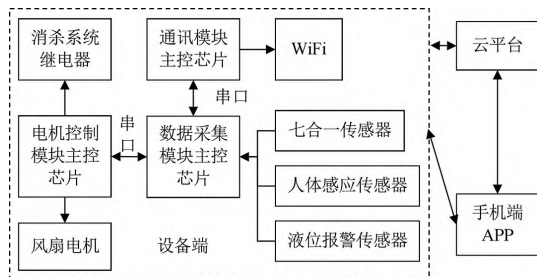 消杀系统
继电器
通讯模块
主控芯片
WiFi
云平台
串口
电机控制
模块主控
芯片
串
口
数据采集
模块主控
芯片
七合一传感器
人体感应传感器
液位报警传感器
风扇电机
设备端
手机端
APP